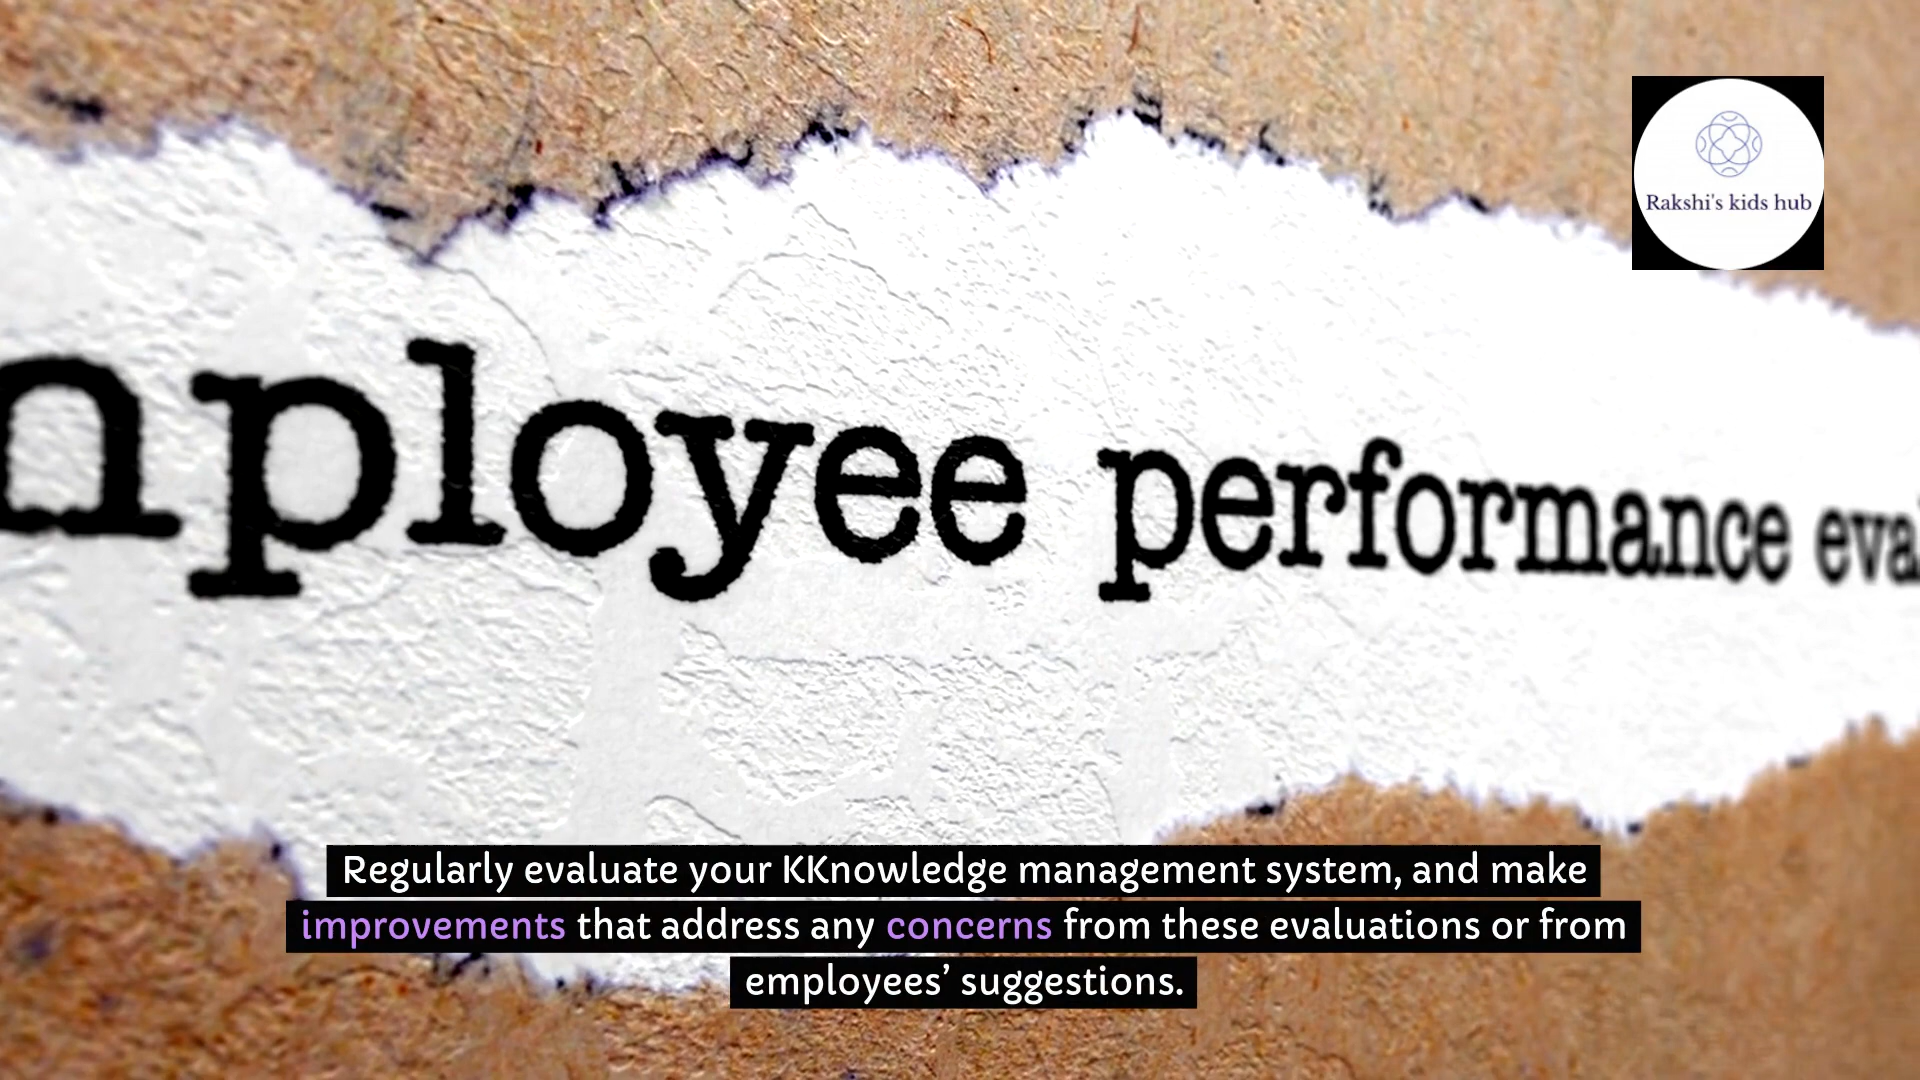 Rakshi's kids hub
nployee performance eval
Regularly evaluate your KKnowledge management system, and make
improvements that address any concerns from these evaluations or from
employees’ suggestions.